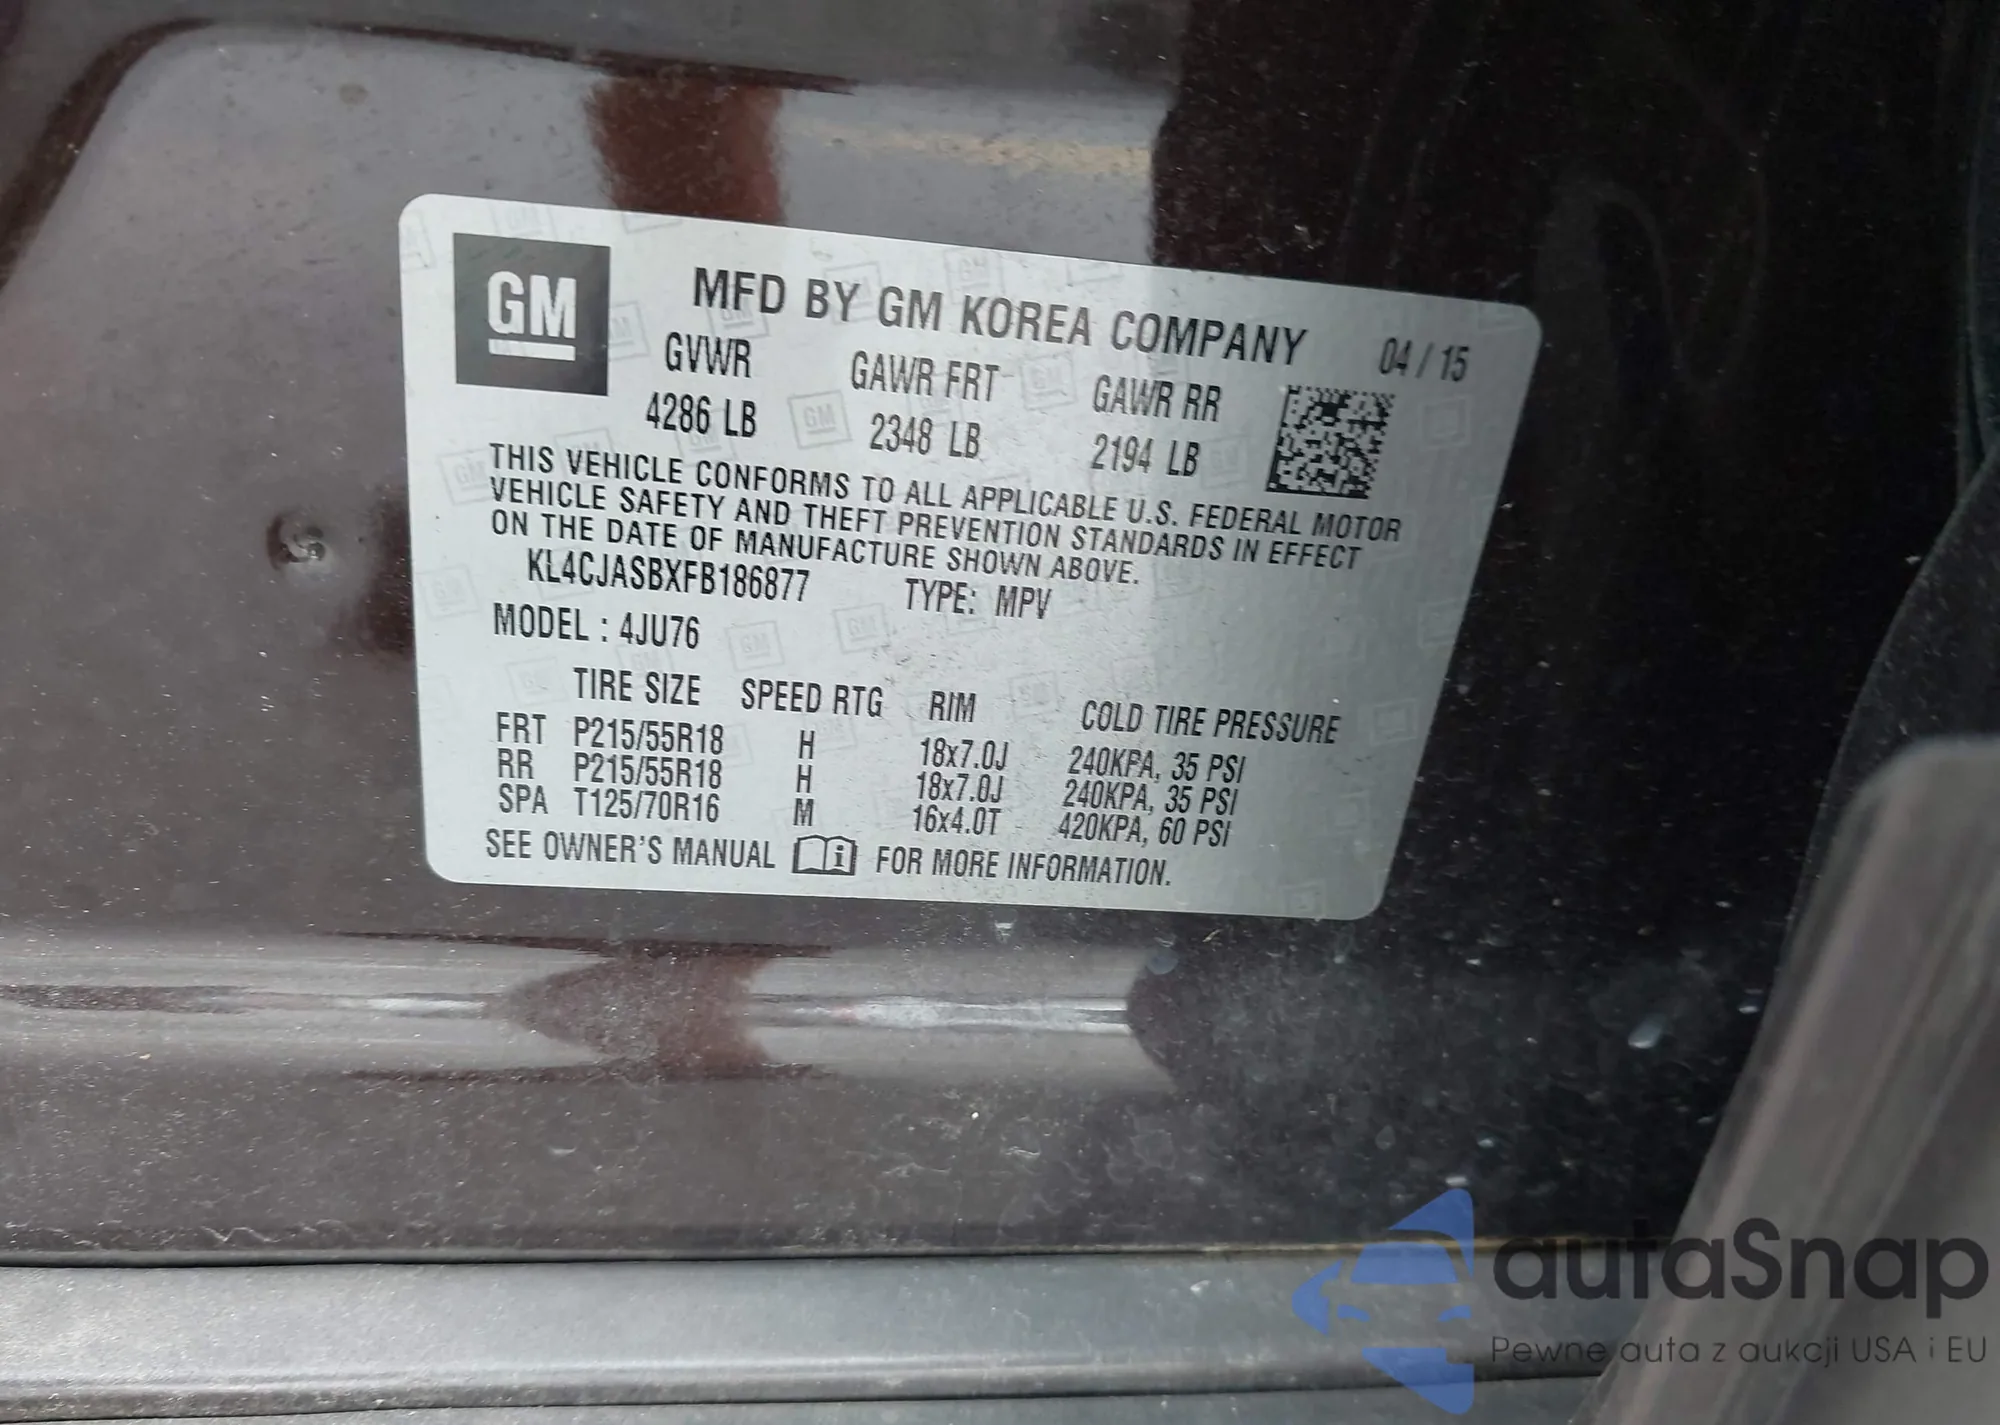 GM
MFD BY GM KOREA COMPANY 04 / 15
GVWR GAWR FRT GAWR RR
4286 LB 2348 LB 2194 LB
THIS VEHICLE CONFORMS TO ALL APPLICABLE U.S. FEDERAL MOTOR
VEHICLE SAFETY AND THEFT PREVENTION STANDARDS IN EFFECT
ON THE DATE OF MANUFACTURE SHOWN ABOVE.
KL4CJASBXFB186877 TYPE: MPV
MODEL : 4JU76
TIRE SIZE SPEED RTG RIM COLD TIRE PRESSURE
FRT P215/55R18 H 18x7.0J 240KPA, 35 PSI
RR P215/55R18 H 18x7.0J 240KPA, 35 PSI
SPA T125/70R16 M 16x4.0T 420KPA, 60 PSI
SEE OWNER'S MANUAL i FOR MORE INFORMATION.
autaSnap
Pewne auta z aukcji USA i EU